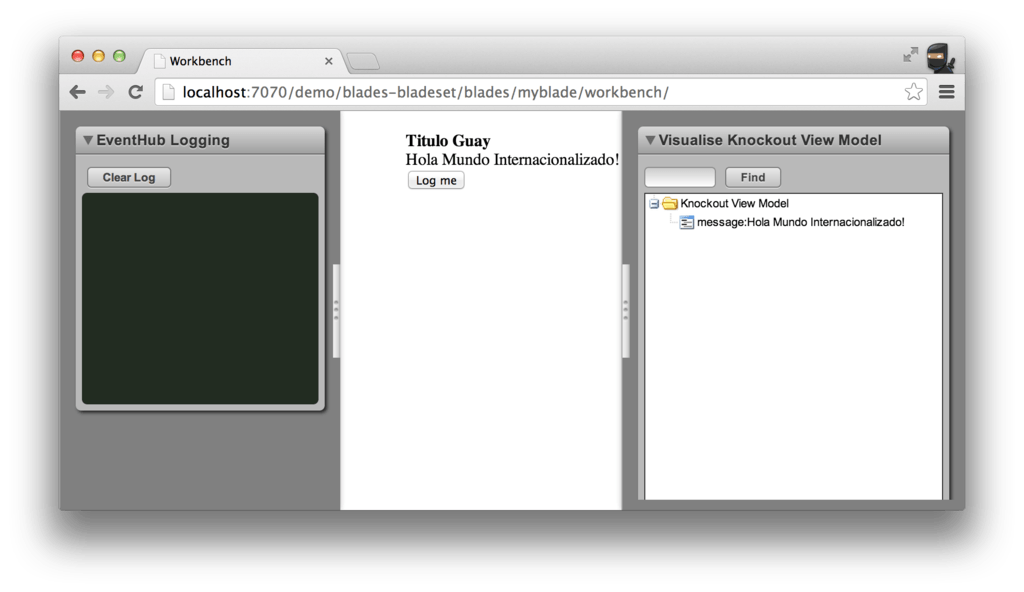 Workbench
localhost:7070/demo/blades-bladeset/blades/myblade/workbench/
EventHub Logging
Clear Log
Titulo Guay
Hola Mundo Internacionalizado!
Log me
Visualise Knockout View Model
Find
Knockout View Model
message:Hola Mundo Internacionalizado!